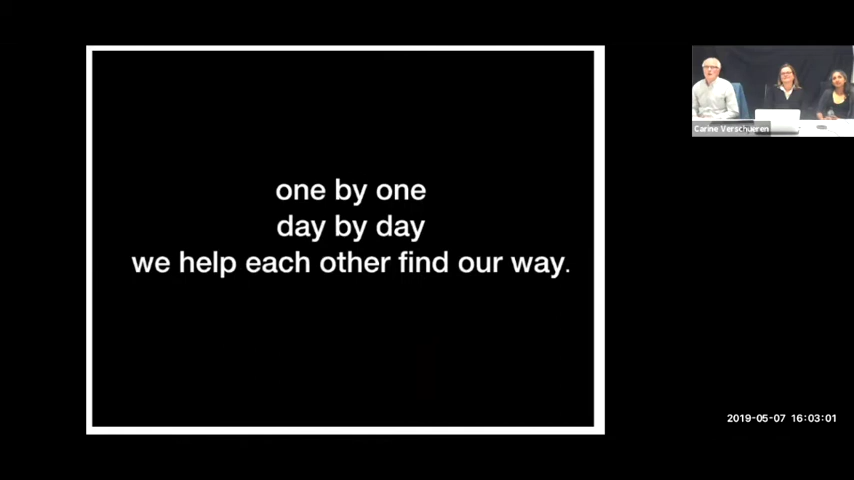 one by one
day by day
we help each other find our way.
Carine Verschueren
2019-05-07 16:03:01